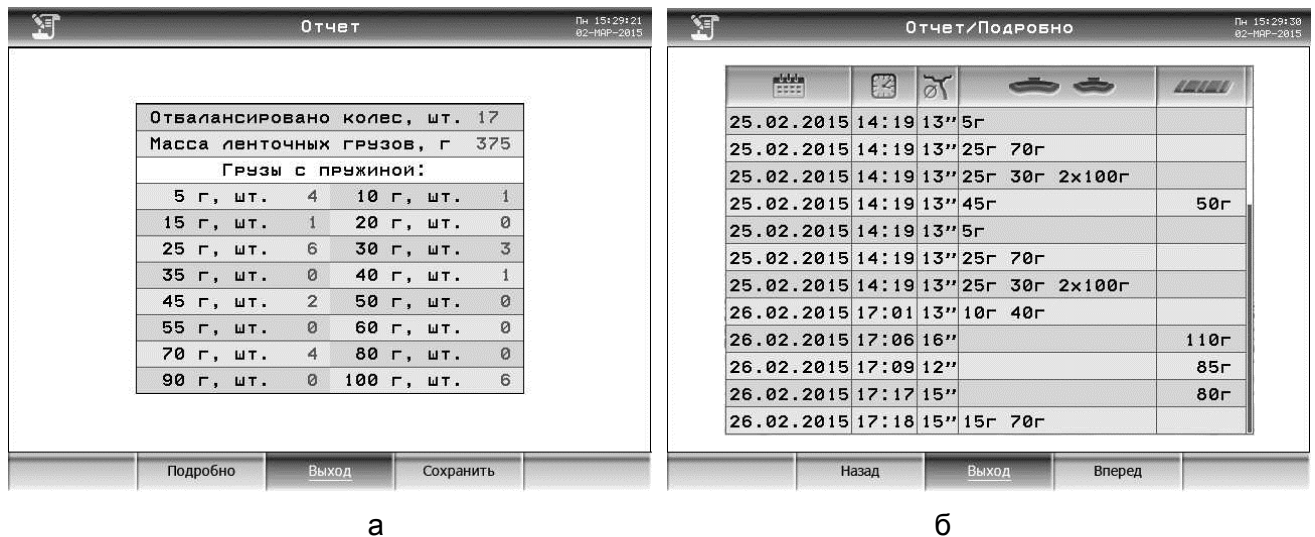 Отчет
Пн 15:29:21
02-МАР-2015
Отбалансировано колес, шт. 17
Масса ленточных грузов, г 375
Грузы с пружиной:
5 г, шт. 4 10 г, шт. 1
15 г, шт. 1 20 г, шт. 0
25 г, шт. 6 30 г, шт. 3
35 г, шт. 0 40 г, шт. 1
45 г, шт. 2 50 г, шт. 0
55 г, шт. 0 60 г, шт. 0
70 г, шт. 4 80 г, шт. 0
90 г, шт. 0 100 г, шт. 6
Подробно Выход Сохранить
а
Отчет/Подробно
Пн 15:29:30
02-МАР-2015
25.02.2015 14:19 13" 5г
25.02.2015 14:19 13" 25г 70г
25.02.2015 14:19 13" 25г 30г 2x100г
25.02.2015 14:19 13" 45г 50г
25.02.2015 14:19 13" 5г
25.02.2015 14:19 13" 25г 70г
25.02.2015 14:19 13" 25г 30г 2x100г
26.02.2015 17:01 13" 10г 40г
26.02.2015 17:06 16" 110г
26.02.2015 17:09 12" 85г
26.02.2015 17:17 15" 80г
26.02.2015 17:18 15" 15г 70г
Назад Выход Вперед
б